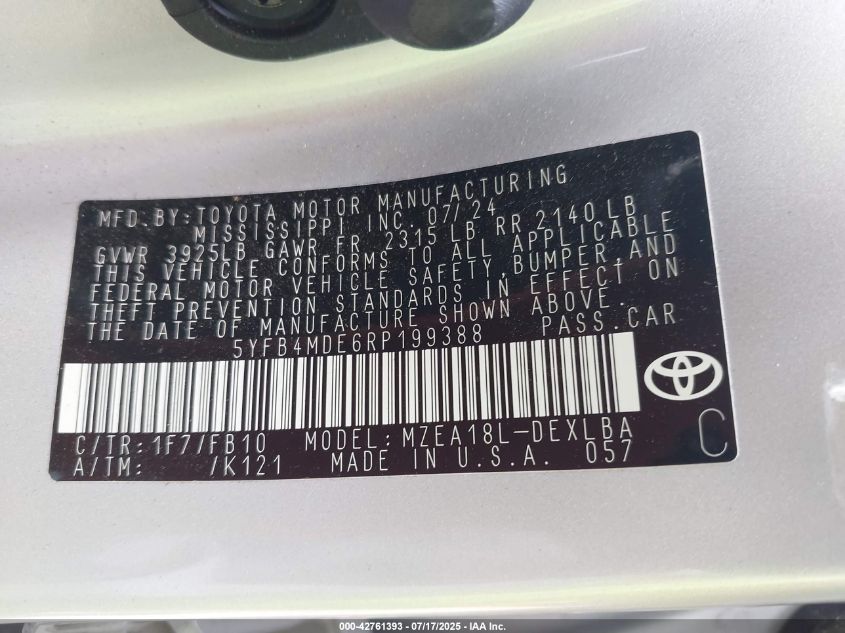 MFD. BY: TOYOTA MOTOR MANUFACTURING
MISSISSIPPI INC. 07/24
GVWR 3925LB GAWR FR 2315 LB RR 2140 LB
THIS VEHICLE CONFORMS TO ALL APPLICABLE
FEDERAL MOTOR VEHICLE SAFETY, BUMPER, AND
THEFT PREVENTION STANDARDS IN EFFECT ON
THE DATE OF MANUFACTURE SHOWN ABOVE.
5YFB4MDE6RP199388 PASS. CAR
C/TR: 1F7/FB10 MODEL: MZEA18L-DEXLBA
A/TM: /K121 MADE IN U.S.A. 057
C
000-42761393 / 07/17/2025 - IAA Inc.